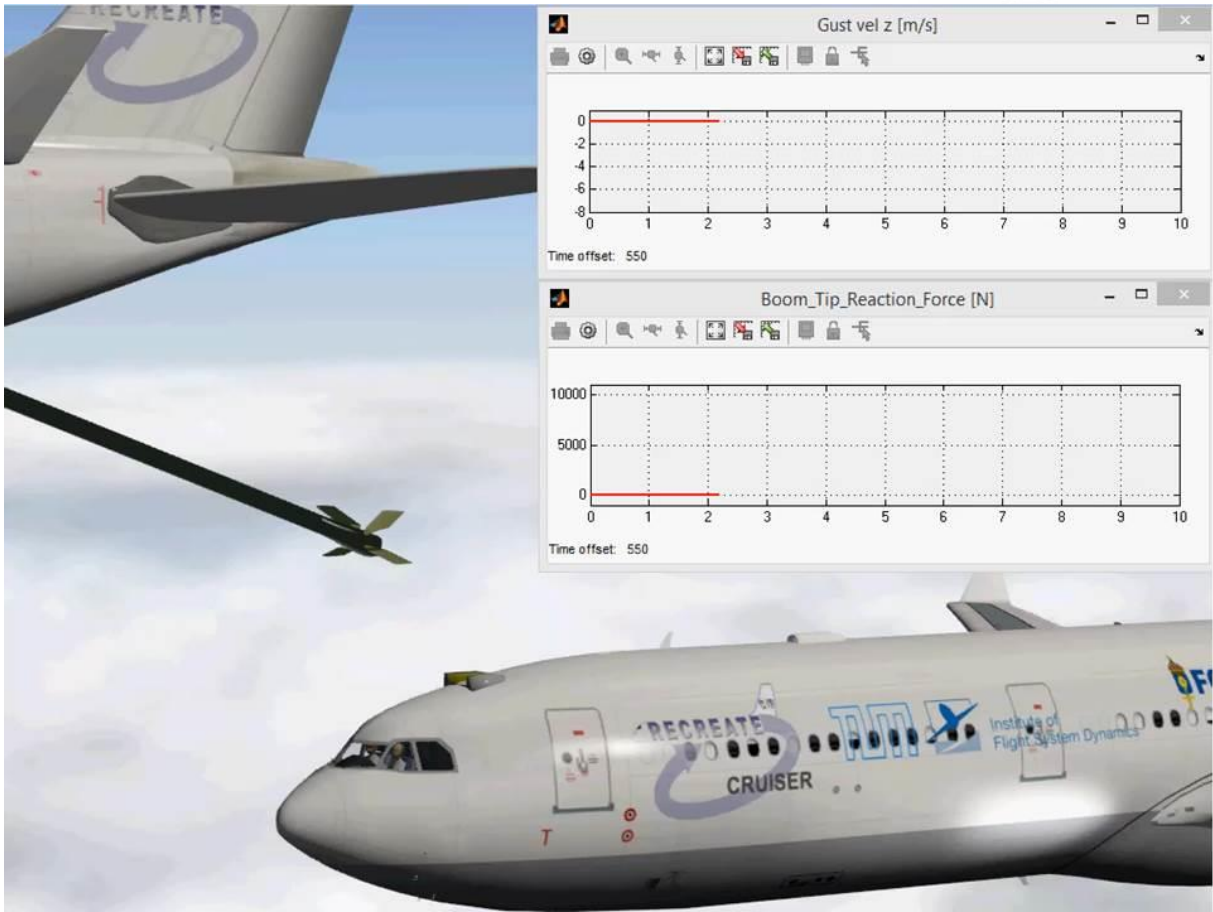 RECREATE
Gust vel z [m/s]
0
-2
-4
-6
-8
0 1 2 3 4 5 6 7 8 9 10
Time offset: 550
Boom_Tip_Reaction_Force [N]
10000
5000
0
0 1 2 3 4 5 6 7 8 9 10
Time offset: 550
RECREATE
CRUISER
TUM
Institute of
Flight System Dynamics
T